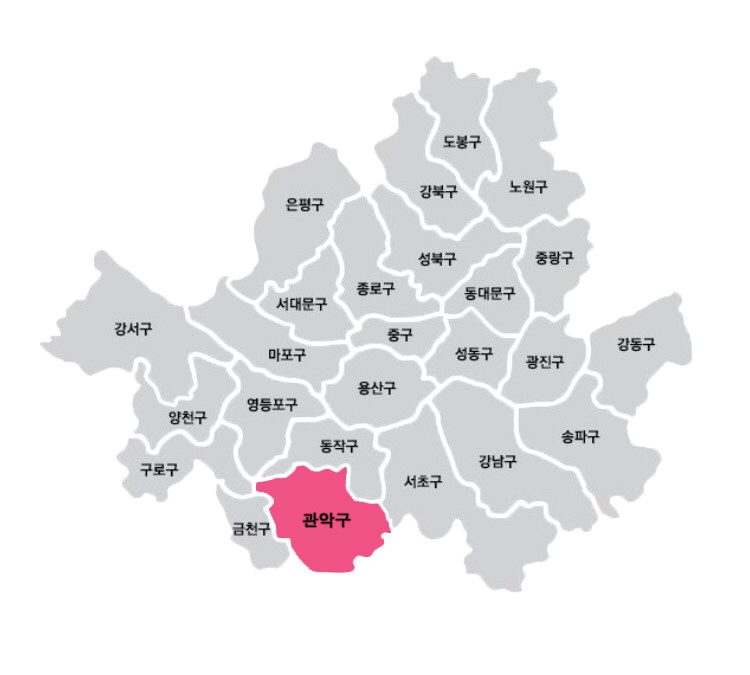 도봉구
노원구
강북구
은평구
성북구
중랑구
종로구
동대문구
서대문구
강서구
중구
강동구
마포구
성동구
광진구
용산구
영등포구
양천구
송파구
동작구
강남구
구로구
서초구
관악구
금천구